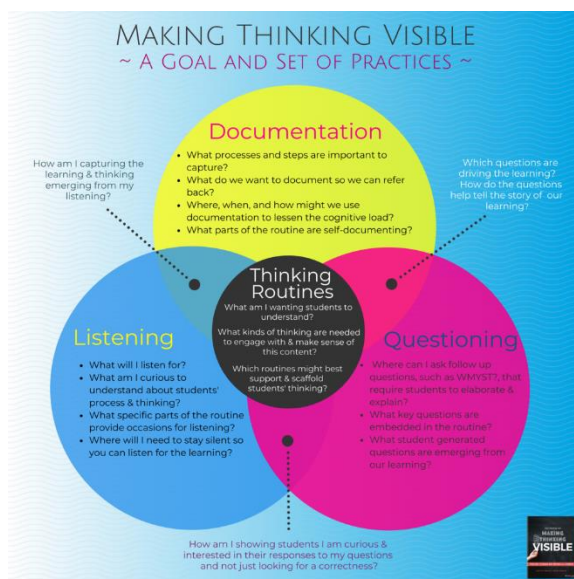 MAKING THINKING VISIBLE
~ A GOAL AND SET OF PRACTICES ~
Documentation
• What processes and steps are important to
capture?
• What do we want to document so we can refer
back?
• Where, when, and how might we use
documentation to lessen the cognitive load?
• What parts of the routine are self-documenting?
How am I capturing the
learning & thinking
emerging from my
listening?
Which questions are
driving the learning?
How do the questions
help tell the story of our
learning?
Thinking
Routines
What am I wanting students to
understand?
What kinds of thinking are needed
to engage with & make sense of
this content?
Which routines might best
support & scaffold
students' thinking?
Listening
• What will I listen for?
• What am I curious to
understand about students'
process & thinking?
• What specific parts of the routine
provide occasions for listening?
• Where will I need to stay silent so
you can listen for the learning?
Questioning
• Where can I ask follow up
questions, such as WMYST?, that
require students to elaborate &
explain?
• What key questions are
embedded in the routine?
• What student generated
questions are emerging from
our learning?
How am I showing students I am curious &
interested in their responses to my questions
and not just looking for a correctness?
MAKING
THINKING
VISIBLE